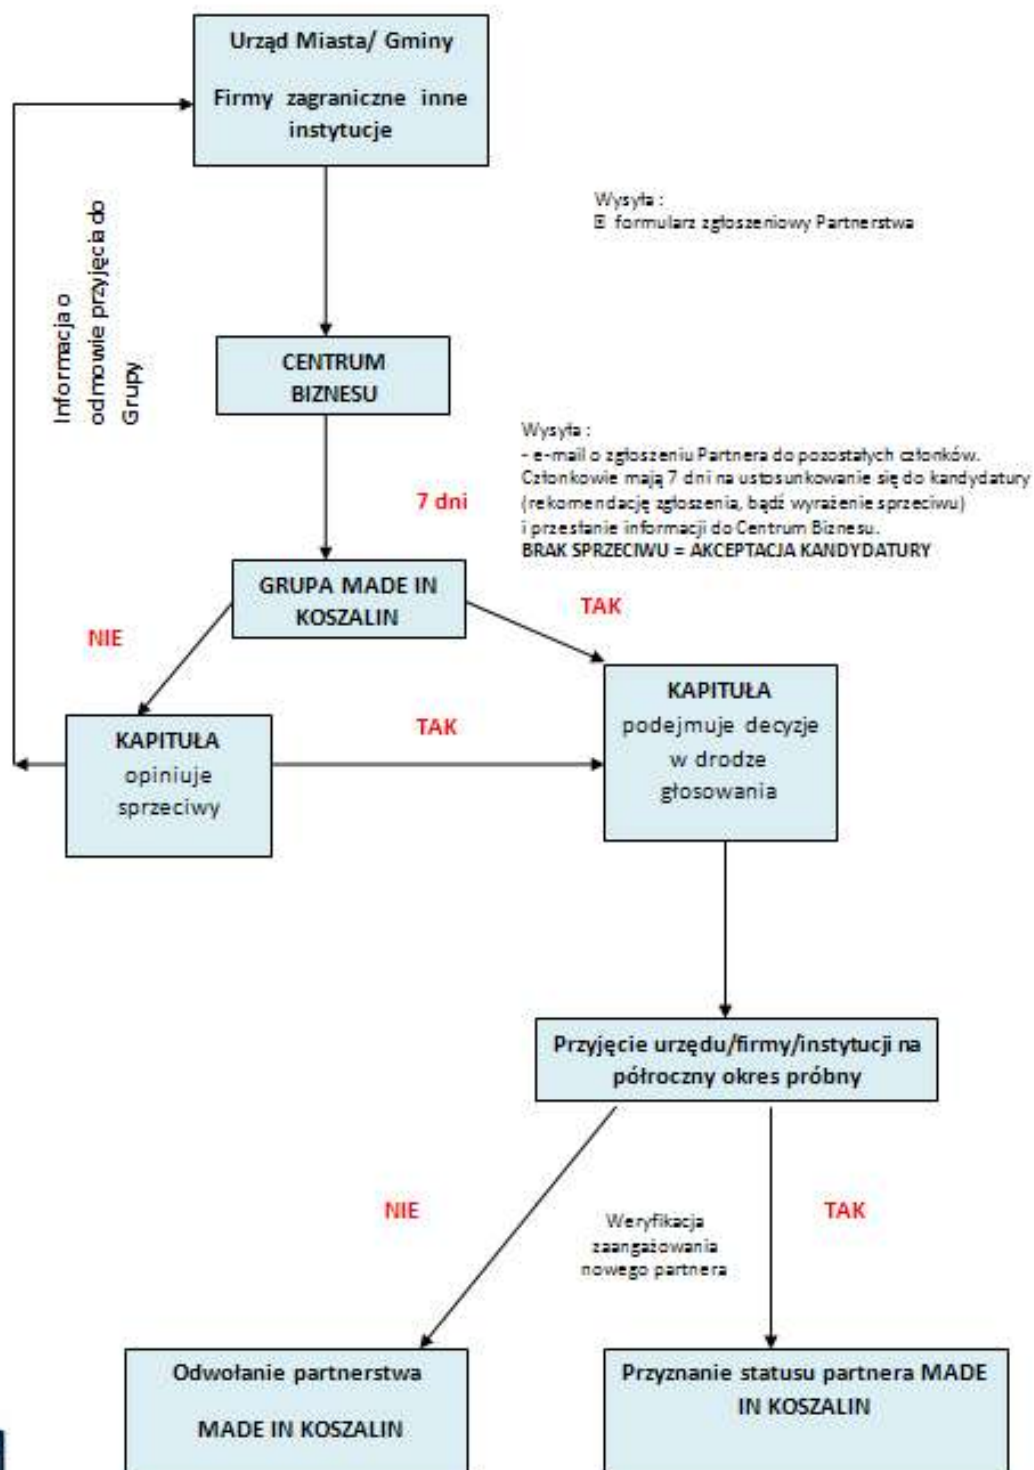 Urząd Miasta/ Gminy
Firmy zagraniczne inne
instytucje
Wysyła :
formularz zgłoszeniowy Partnerstwa
Informacja o
odmowie przyjęcia do
Grupy
CENTRUM
BIZNESU
Wysyła :
- e-mail o zgłoszeniu Partnera do pozostałych członków.
Członkowie mają 7 dni na ustosunkowanie się do kandydatury
(rekomendację zgłoszenia, bądź wyrażenie sprzeciwu)
i przesłanie informacji do Centrum Biznesu.
BRAK SPRZECIWU = AKCEPTACJA KANDYDATURY
7 dni
GRUPA MADE IN
KOSZALIN
NIE
TAK
KAPITUŁA
opiniuje
sprzeciwy
TAK
KAPITUŁA
podejmuje decyzje
w drodze
głosowania
Przyjęcie urzędu/firmy/instytucji na
półroczny okres próbny
NIE
Weryfikacja
zaangażowania
nowego partnera
TAK
Odwołanie partnerstwa
MADE IN KOSZALIN
Przyznanie statusu partnera MADE
IN KOSZALIN